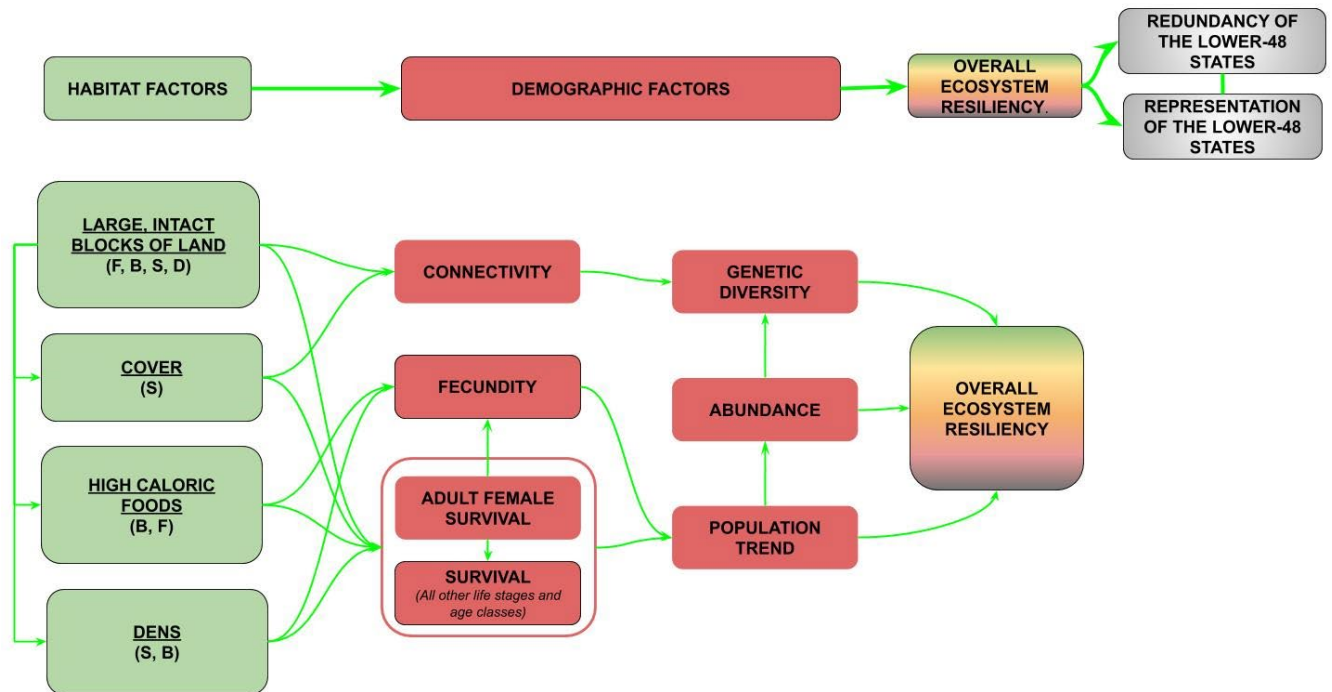 HABITAT FACTORS
DEMOGRAPHIC FACTORS
OVERALL
ECOSYSTEM
RESILIENCY.
REDUNDANCY OF
THE LOWER-48
STATES
REPRESENTATION
OF THE LOWER-48
STATES
LARGE, INTACT
BLOCKS OF LAND
(F, B, S, D)
COVER
(S)
HIGH CALORIC
FOODS
(B, F)
DENS
(S, B)
CONNECTIVITY
FECUNDITY
ADULT FEMALE
SURVIVAL
SURVIVAL
(All other life stages and
age classes)
GENETIC
DIVERSITY
ABUNDANCE
POPULATION
TREND
OVERALL
ECOSYSTEM
RESILIENCY